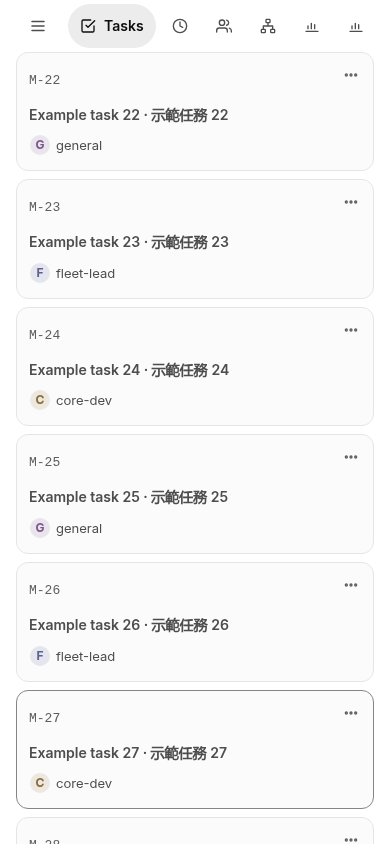 Tasks
M-22
Example task 22 · 示範任務 22
G general
M-23
Example task 23 · 示範任務 23
F fleet-lead
M-24
Example task 24 · 示範任務 24
C core-dev
M-25
Example task 25 · 示範任務 25
G general
M-26
Example task 26 · 示範任務 26
F fleet-lead
M-27
Example task 27 · 示範任務 27
C core-dev